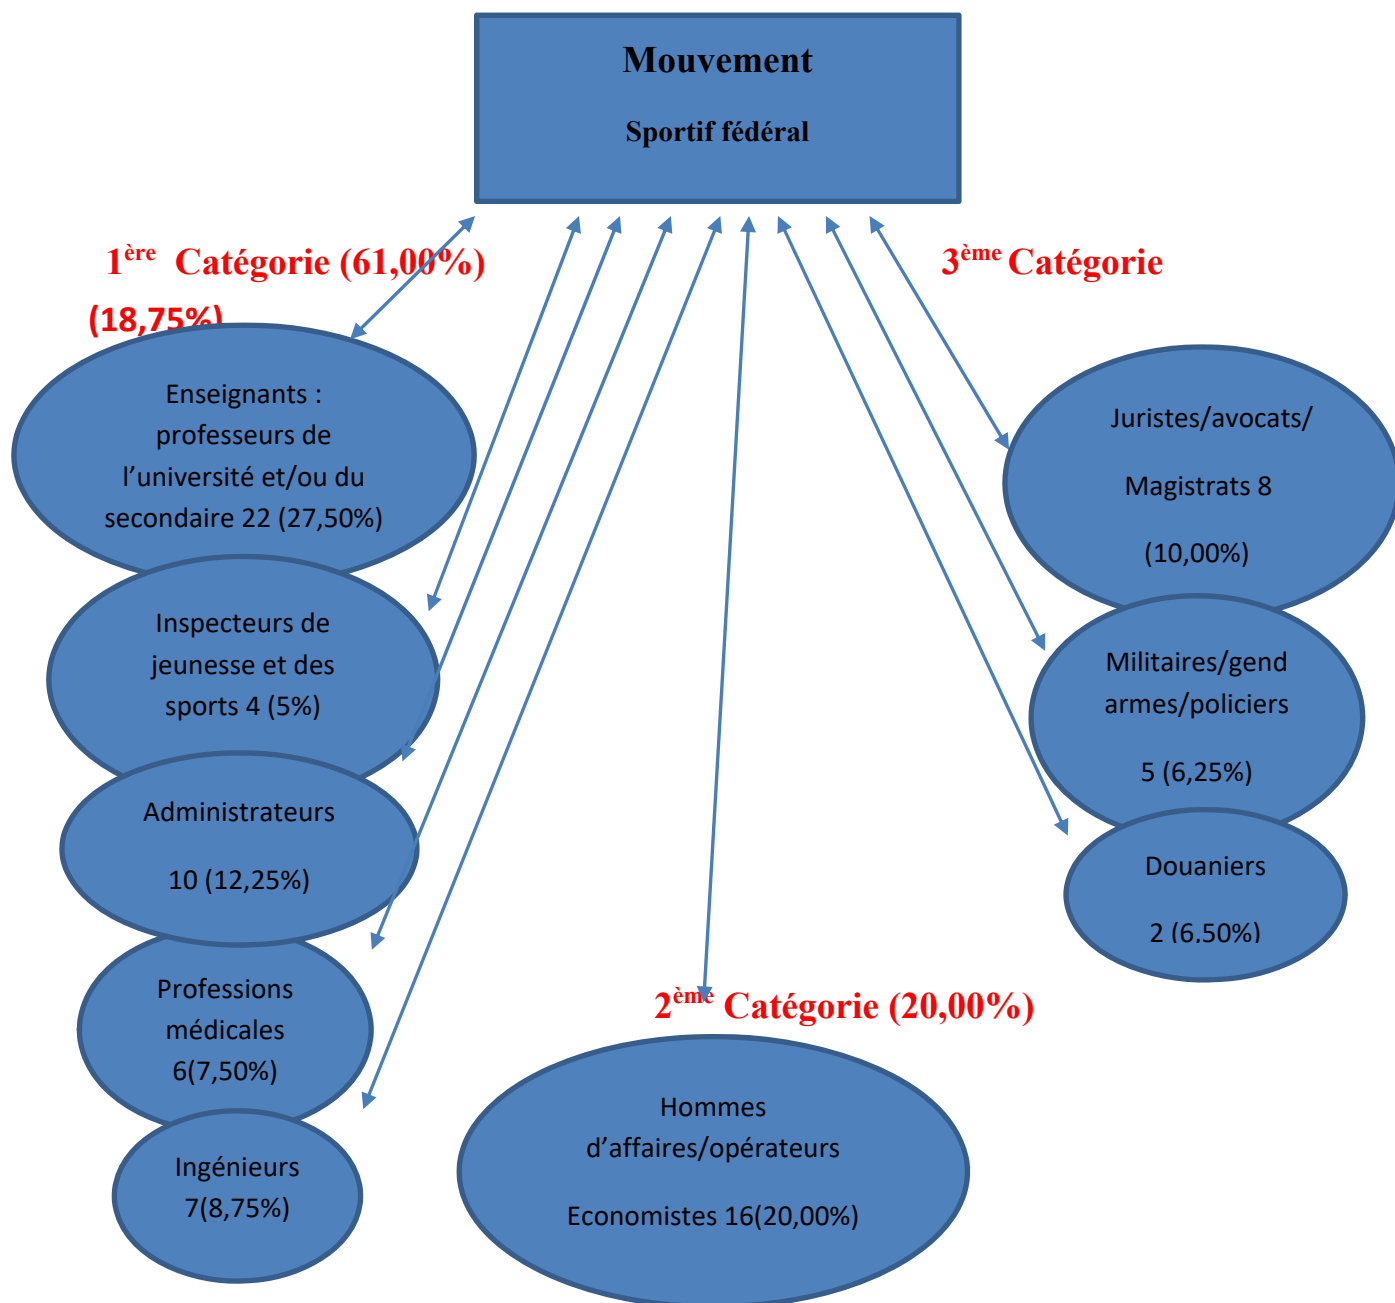 Mouvement
Sportif fédéral
1ère Catégorie (61,00%)
3ème Catégorie
(18,75%)
Enseignants :
professeurs de
l’université et/ou du
secondaire 22 (27,50%)
Inspecteurs de
jeunesse et des
sports 4 (5%)
Administrateurs
10 (12,25%)
Professions
médicales
6(7,50%)
Ingénieurs
7(8,75%)
2ème Catégorie (20,00%)
Hommes
d’affaires/opérateurs
Economistes 16(20,00%)
Juristes/avocats/
Magistrats 8
(10,00%)
Militaires/gend
armes/policiers
5 (6,25%)
Douaniers
2 (6,50%)